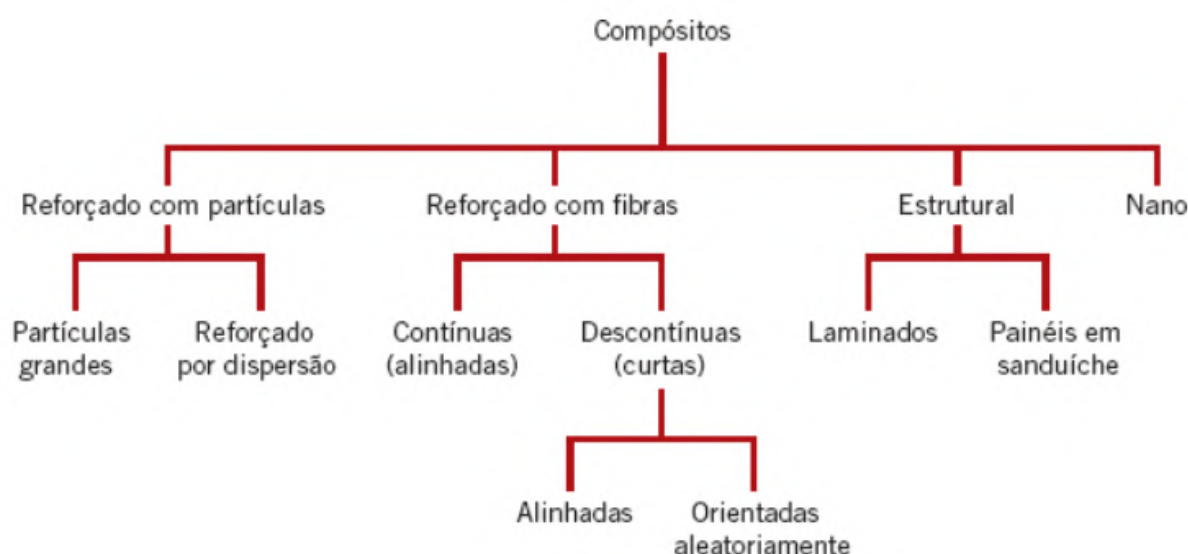 Compósitos
Reforçado com partículas
Reforçado com fibras
Estrutural
Nano
Partículas
grandes
Reforçado
por dispersão
Contínuas
(alinhadas)
Descontínuas
(curtas)
Laminados
Painéis em
sanduíche
Alinhadas
Orientadas
aleatoriamente